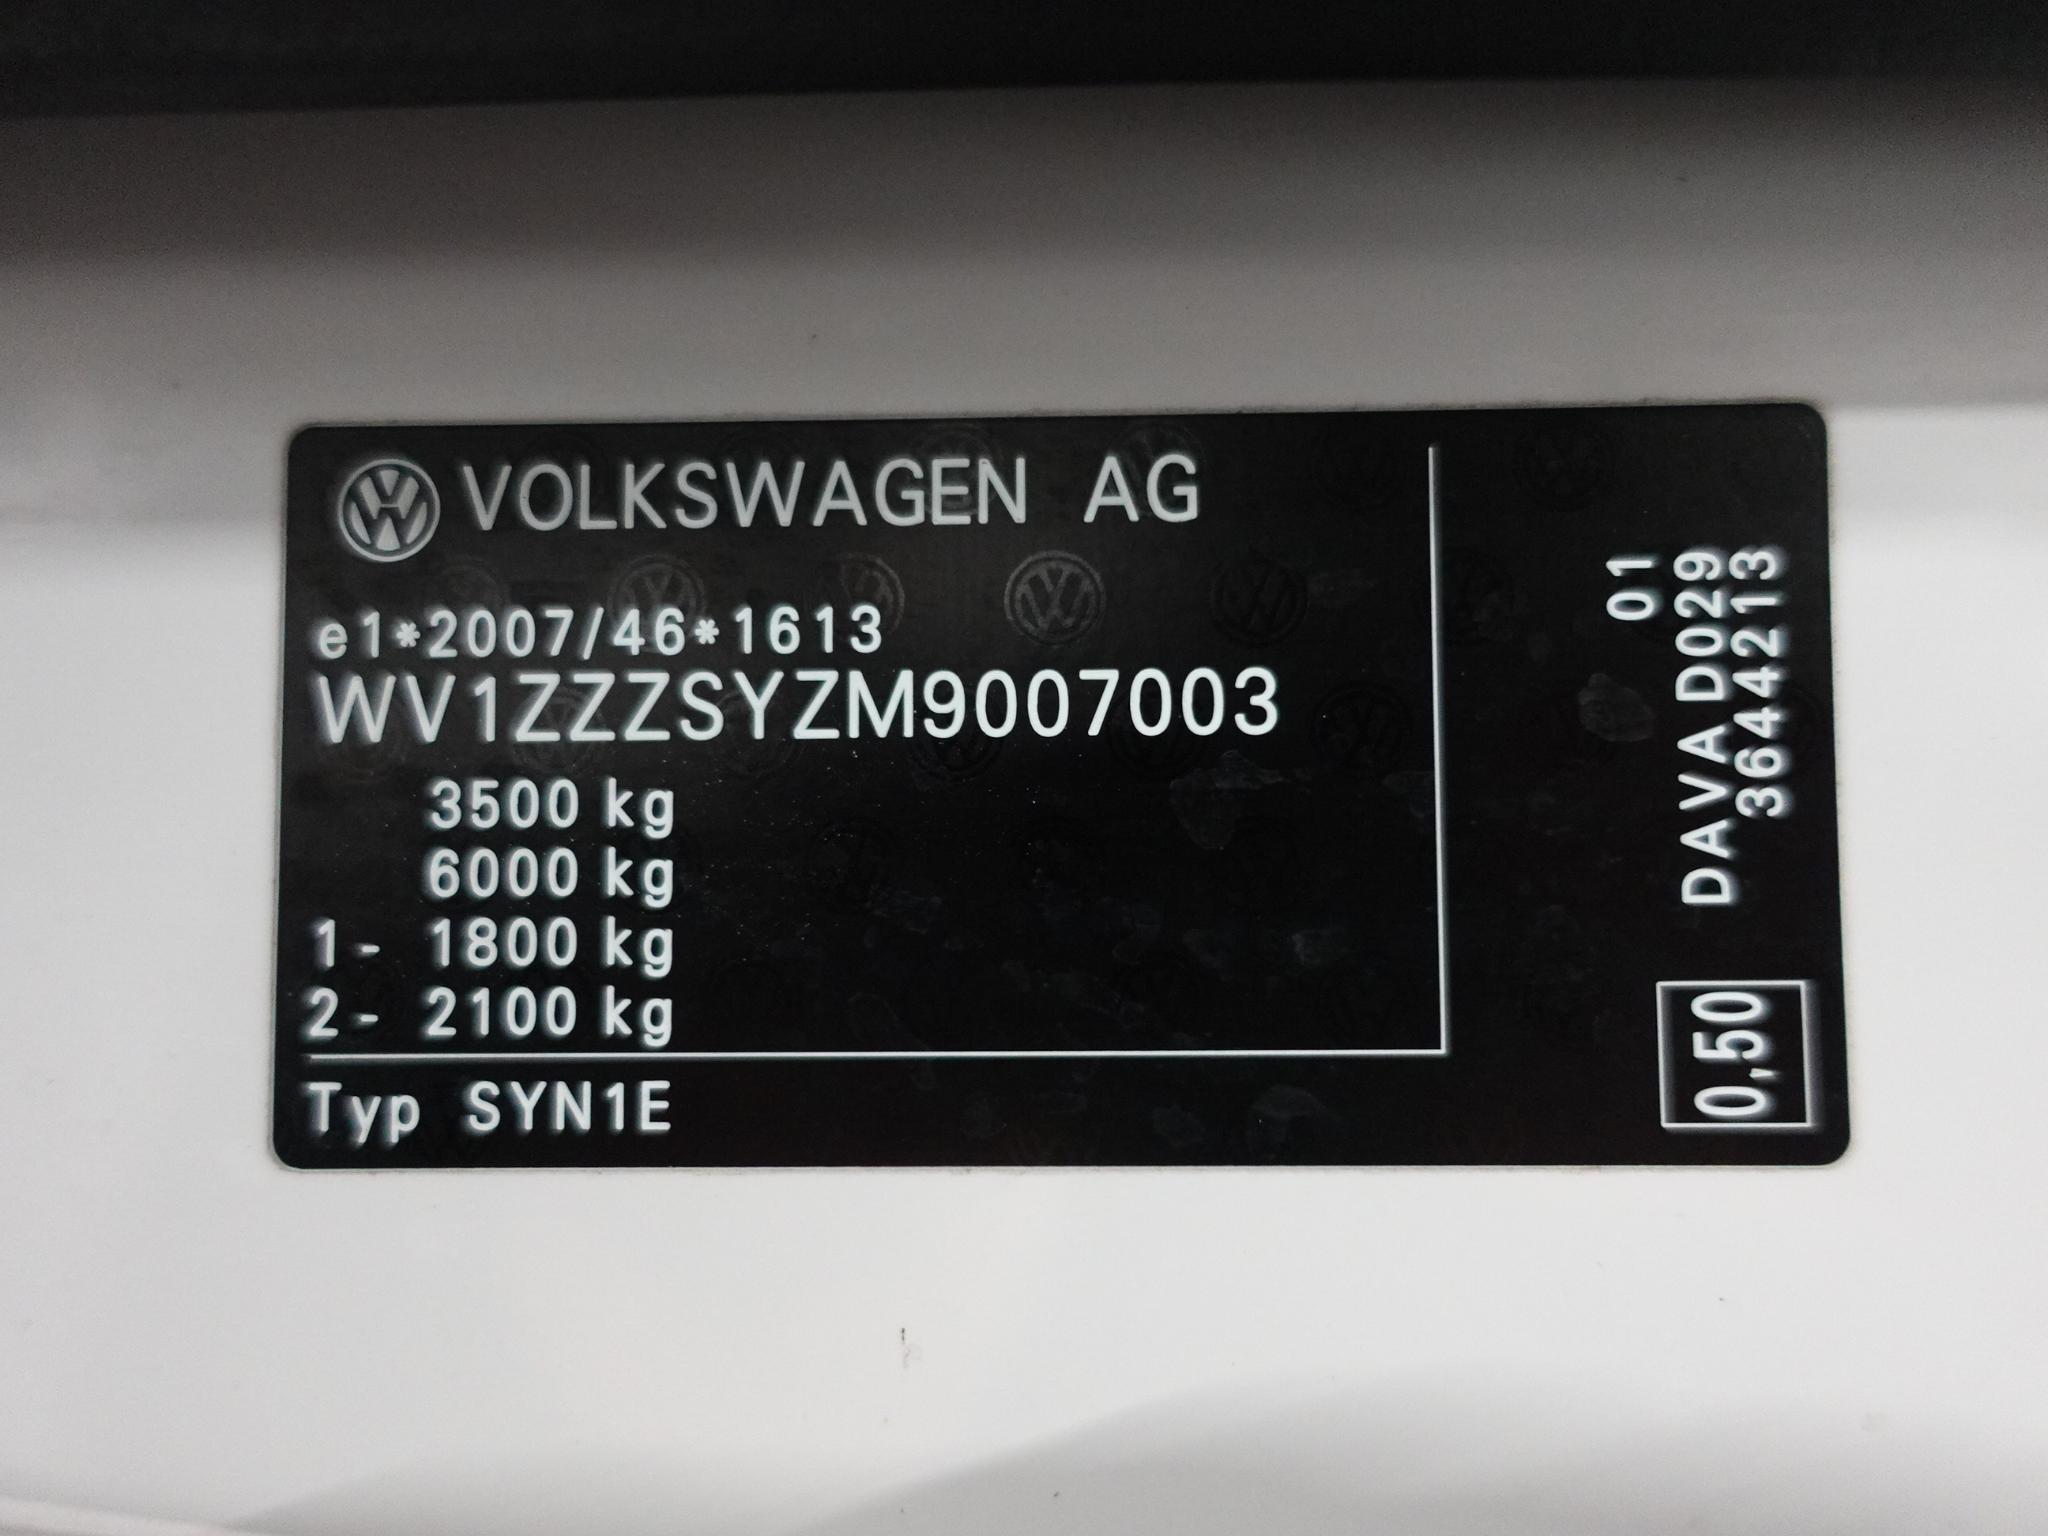 VOLKSWAGEN AG
e1*2007/46*1613
WV1ZZZSYZM9007003
3500 kg
6000 kg
1- 1800 kg
2- 2100 kg
Typ SYN1E
01
DAVA D029
3644213
0,50